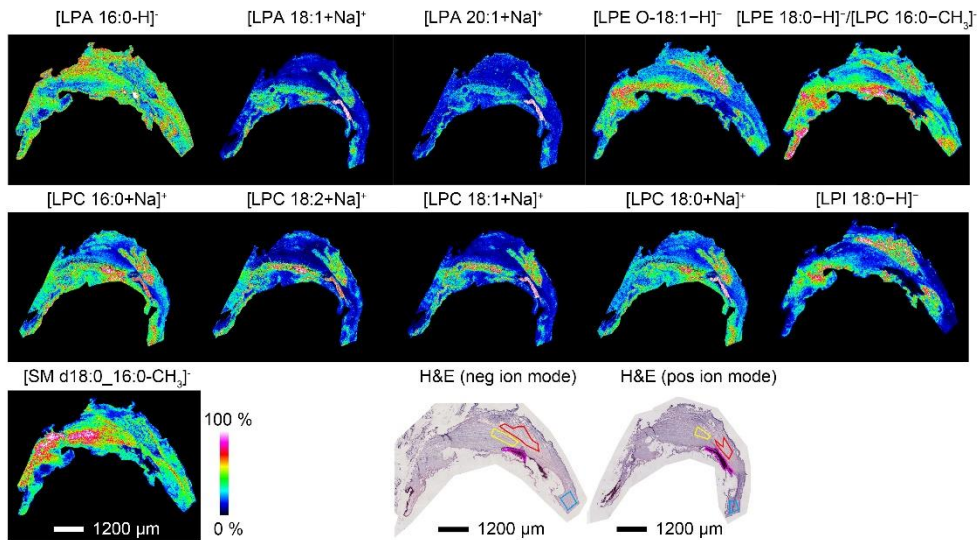 [LPA 16:0-H]- [LPA 18:1+Na]+ [LPA 20:1+Na]+ [LPE O-18:1−H]− [LPE 18:0−H]−/[LPC 16:0−CH3]-
[LPC 16:0+Na]+ [LPC 18:2+Na]+ [LPC 18:1+Na]+ [LPC 18:0+Na]+ [LPI 18:0−H]−
[SM d18:0_16:0-CH3]- H&E (neg ion mode) H&E (pos ion mode)
100 %
0 %
1200 µm 1200 µm 1200 µm